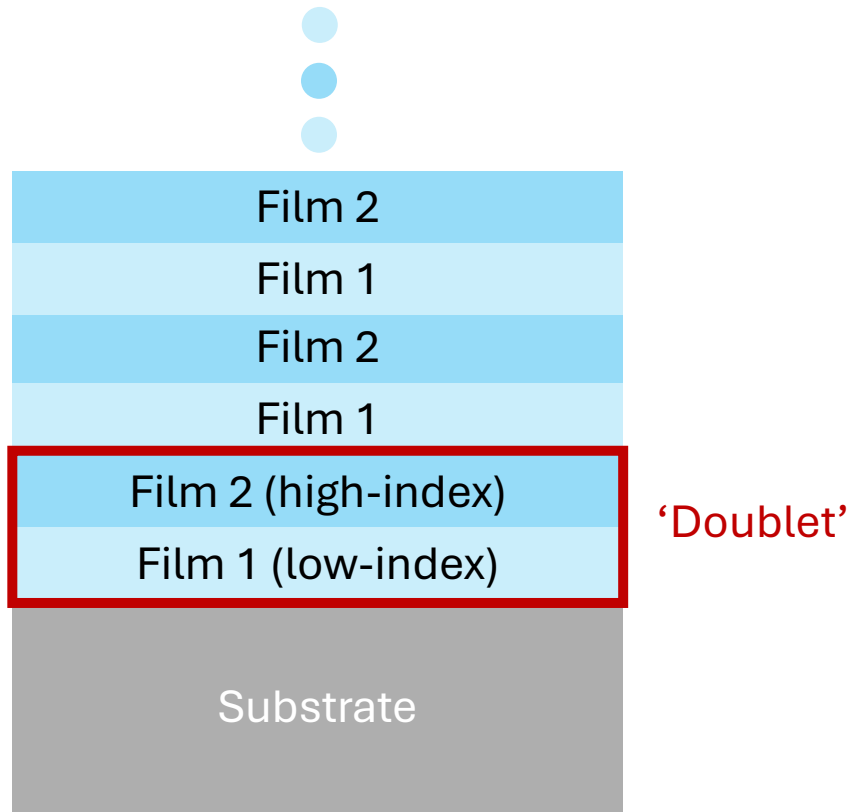 Film 2
Film 1
Film 2
Film 1
Film 2 (high-index)
‘Doublet’
Film 1 (low-index)
Substrate